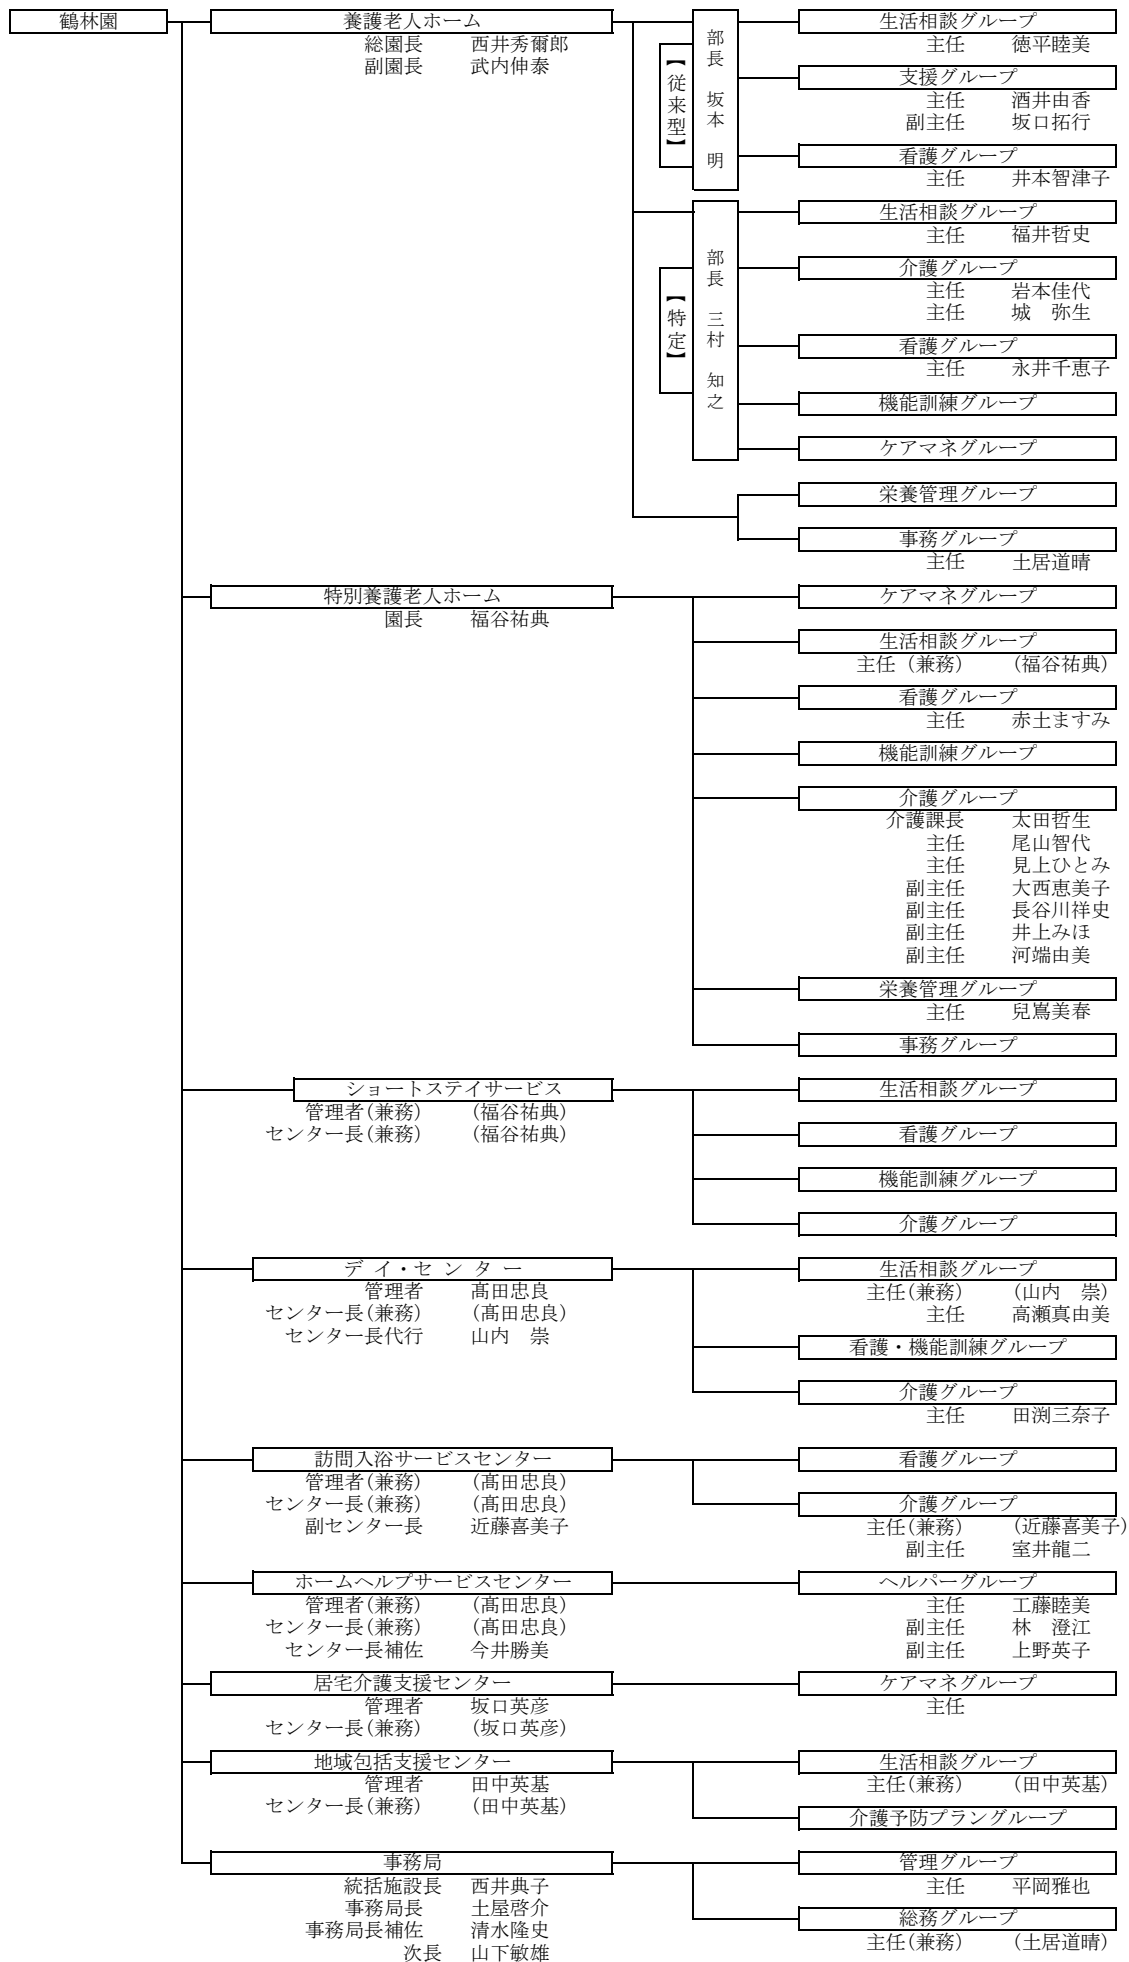 鶴林園
養護老人ホーム
総園長　西井秀爾郎
副園長　武内伸泰
部長　坂本　明
【従来型】
生活相談グループ
主任　徳平睦美
支援グループ
主任　酒井由香
副主任　坂口拓行
看護グループ
主任　井本智津子
部長　三村　知之
【特定】
生活相談グループ
主任　福井哲史
介護グループ
主任　岩本佳代
主任　城　弥生
看護グループ
主任　永井千恵子
機能訓練グループ
ケアマネグループ
栄養管理グループ
事務グループ
主任　土居道晴
特別養護老人ホーム
園長　福谷祐典
ケアマネグループ
生活相談グループ
主任（兼務）　(福谷祐典)
看護グループ
主任　赤土ますみ
機能訓練グループ
介護グループ
介護課長　太田哲生
主任　尾山智代
主任　見上ひとみ
副主任　大西恵美子
副主任　長谷川祥史
副主任　井上みほ
副主任　河端由美
栄養管理グループ
主任　兒嶌美春
事務グループ
ショートステイサービス
管理者(兼務)　(福谷祐典)
センター長(兼務)　(福谷祐典)
生活相談グループ
看護グループ
機能訓練グループ
介護グループ
デ イ・セ ン タ ー
管理者　髙田忠良
センター長(兼務)　(髙田忠良)
センター長代行　山内　崇
生活相談グループ
主任(兼務)　(山内　崇)
主任　高瀬真由美
看護・機能訓練グループ
介護グループ
主任　田渕三奈子
訪問入浴サービスセンター
管理者(兼務)　(髙田忠良)
センター長(兼務)　(髙田忠良)
副センター長　近藤喜美子
看護グループ
介護グループ
主任(兼務)　(近藤喜美子)
副主任　室井龍二
ホームヘルプサービスセンター
管理者(兼務)　(髙田忠良)
センター長(兼務)　(髙田忠良)
センター長補佐　今井勝美
ヘルパーグループ
主任　工藤睦美
副主任　林　澄江
副主任　上野英子
居宅介護支援センター
管理者　坂口英彦
センター長(兼務)　(坂口英彦)
ケアマネグループ
主任
地域包括支援センター
管理者　田中英基
センター長(兼務)　(田中英基)
生活相談グループ
主任(兼務)　(田中英基)
介護予防プラングループ
事務局
統括施設長　西井典子
事務局長　土屋啓介
事務局長補佐　清水隆史
次長　山下敏雄
管理グループ
主任　平岡雅也
総務グループ
主任(兼務)　(土居道晴)